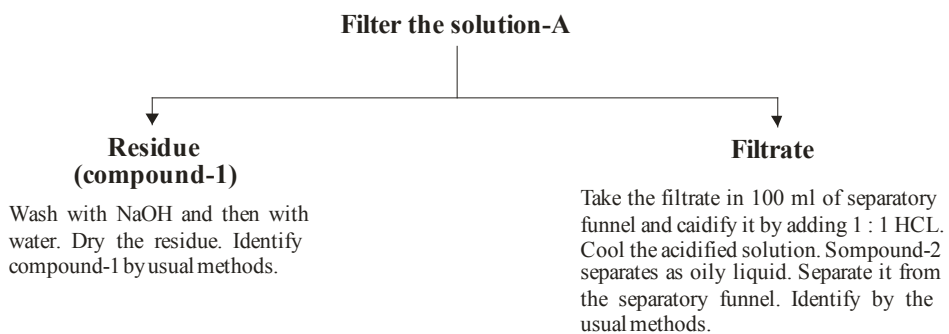 Filter the solution-A
Residue
(compound-1)
Wash with NaOH and then with
water. Dry the residue. Identify
compound-1 by usual methods.
Filtrate
Take the filtrate in 100 ml of separatory
funnel and caidify it by adding 1 : 1 HCL.
Cool the acidified solution. Sompound-2
separates as oily liquid. Separate it from
the separatory funnel. Identify by the
usual methods.